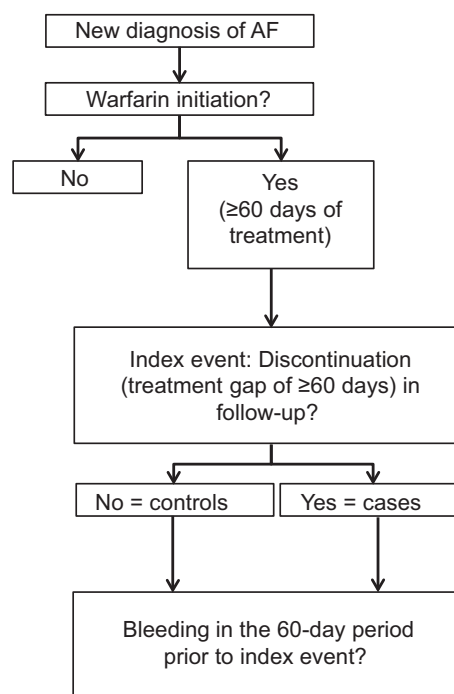 New diagnosis of AF
Warfarin initiation?
No
Yes
(≥60 days of
treatment)
Index event: Discontinuation
(treatment gap of ≥60 days) in
follow-up?
No = controls
Yes = cases
Bleeding in the 60-day period
prior to index event?